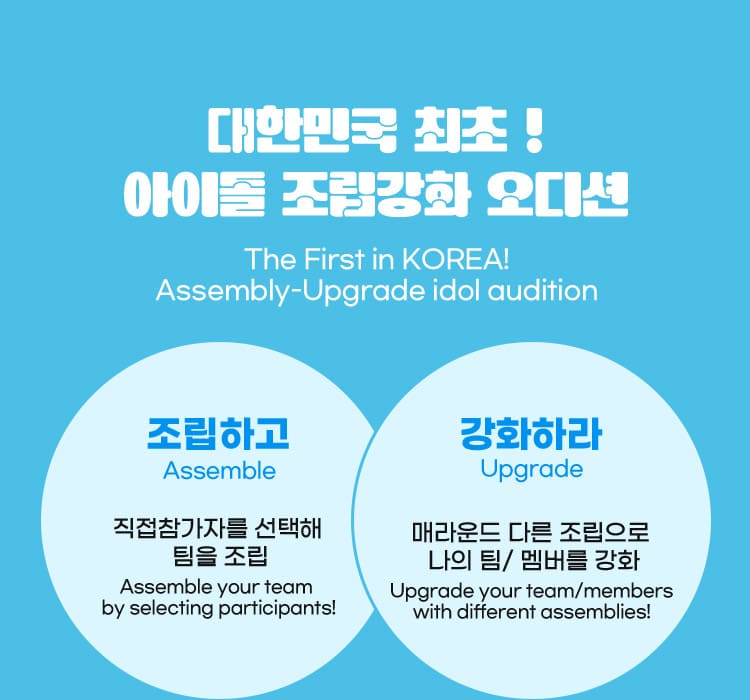 대한민국 최초 !
아이돌 조립강화 오디션
The First in KOREA!
Assembly-Upgrade idol audition
조립하고
Assemble
직접참가자를 선택해
팀을 조립
Assemble your team
by selecting participants!
강화하라
Upgrade
매라운드 다른 조립으로
나의 팀/ 멤버를 강화
Upgrade your team/members
with different assemblies!